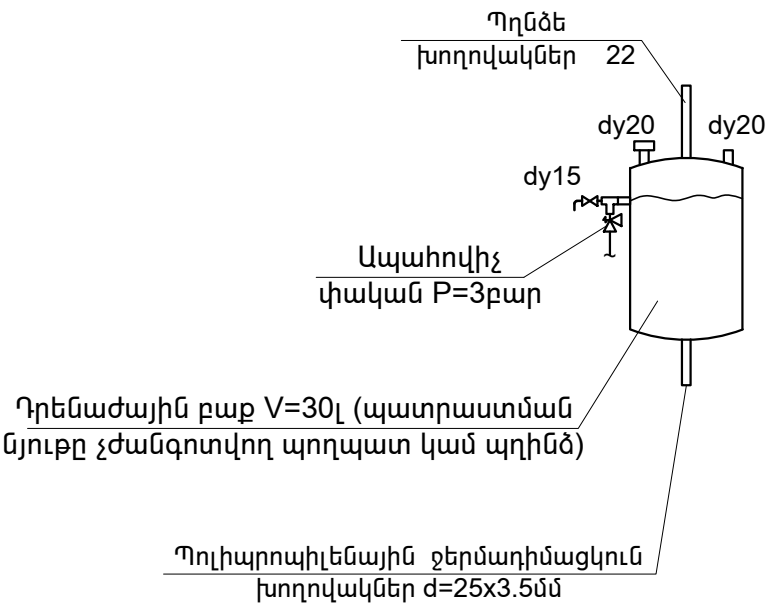 Պղնձե
խողովակներ 22
dy20
dy20
dy15
Ապահովիչ
փական P=3բար
Դրենաժային բաք V=30լ (պատրաստման
նյութը չժանգոտվող պողպատ կամ պղինձ)
Պոլիպրոպիլենային ջերմադիմացկուն
խողովակներ d=25x3.5մմ